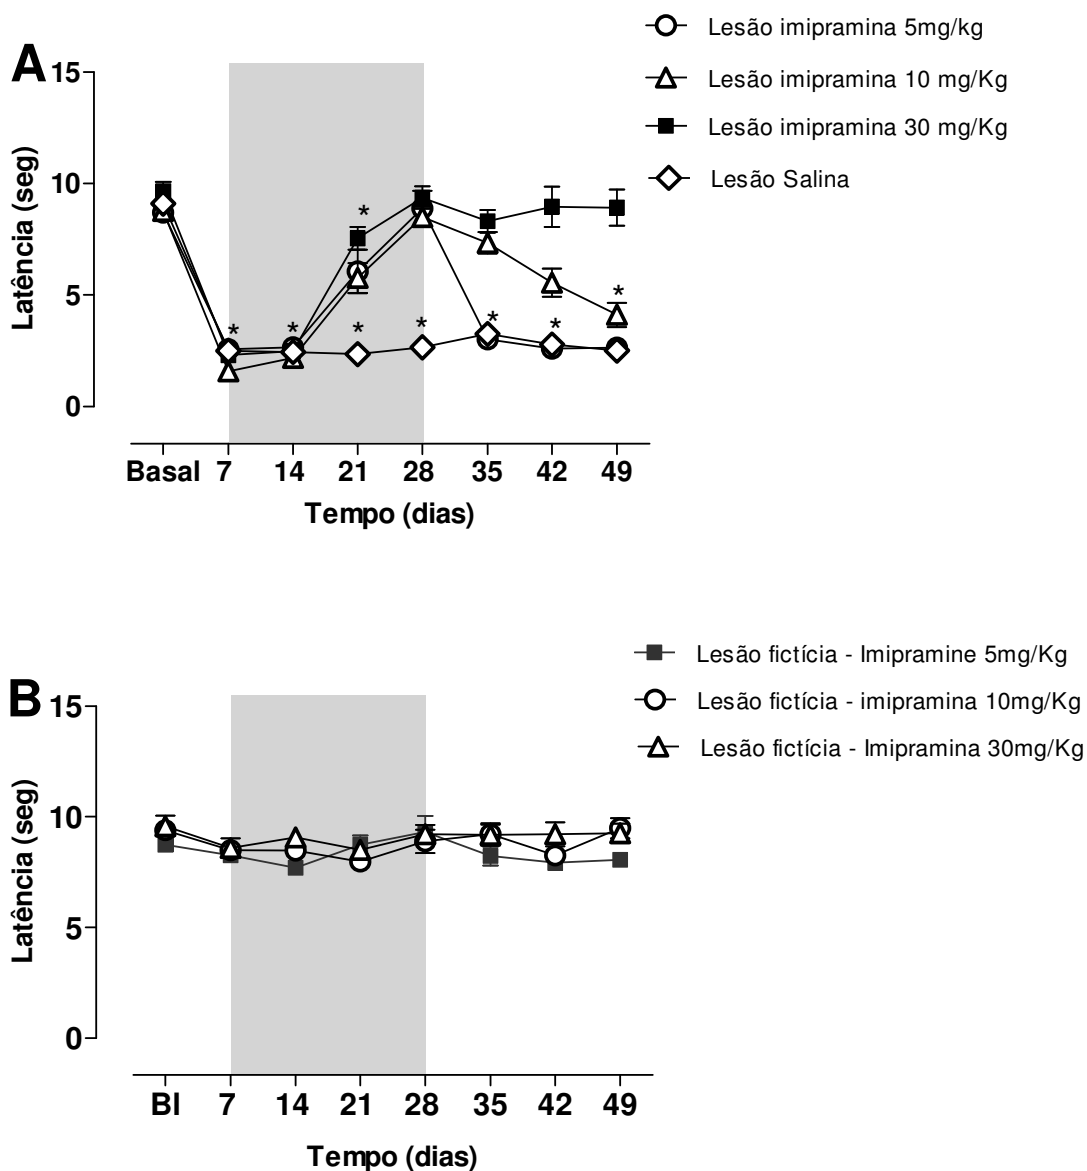 A
Lesão imipramina 5mg/kg
Lesão imipramina 10 mg/Kg
Lesão imipramina 30 mg/Kg
Lesão Salina
15
10
5
0
Latência (seg)
* * * * * * * *
Basal 7 14 21 28 35 42 49
Tempo (dias)
B
Lesão fictícia - Imipramine 5mg/Kg
Lesão fictícia - imipramina 10mg/Kg
Lesão fictícia - Imipramina 30mg/Kg
15
10
5
0
Latência (seg)
Bl 7 14 21 28 35 42 49
Tempo (dias)